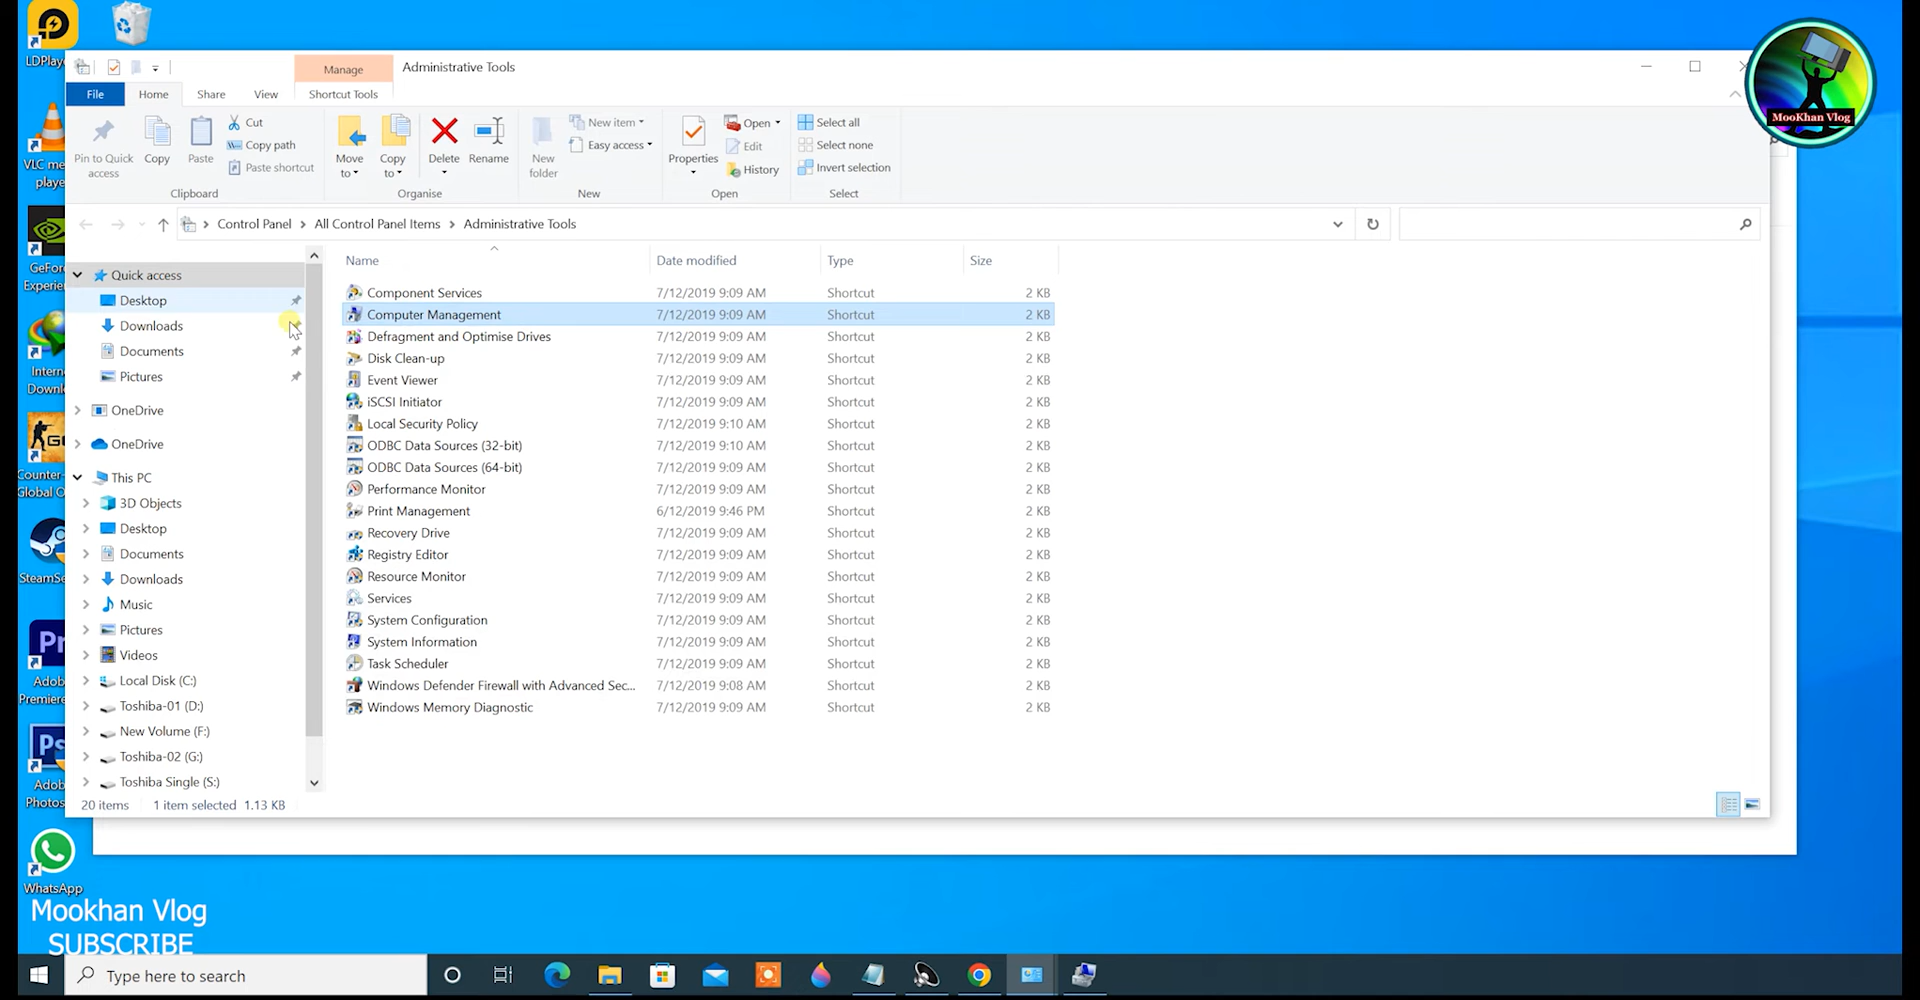 LDPlaye
MooKhan Vlog
Manage
Administrative Tools
File
Home
Share
View
Shortcut Tools
Pin to Quick access
Copy
Paste
Cut
Copy path
Paste shortcut
Clipboard
Move to
Copy to
Delete
Rename
Organise
New folder
New item
Easy access
New
Properties
Open
Edit
History
Open
Select all
Select none
Invert selection
Select
Control Panel > All Control Panel Items > Administrative Tools
Name Date modified Type Size
Component Services 7/12/2019 9:09 AM Shortcut 2 KB
Computer Management 7/12/2019 9:09 AM Shortcut 2 KB
Defragment and Optimise Drives 7/12/2019 9:09 AM Shortcut 2 KB
Disk Clean-up 7/12/2019 9:09 AM Shortcut 2 KB
Event Viewer 7/12/2019 9:09 AM Shortcut 2 KB
iSCSI Initiator 7/12/2019 9:09 AM Shortcut 2 KB
Local Security Policy 7/12/2019 9:10 AM Shortcut 2 KB
ODBC Data Sources (32-bit) 7/12/2019 9:10 AM Shortcut 2 KB
ODBC Data Sources (64-bit) 7/12/2019 9:09 AM Shortcut 2 KB
Performance Monitor 7/12/2019 9:09 AM Shortcut 2 KB
Print Management 6/12/2019 9:46 PM Shortcut 2 KB
Recovery Drive 7/12/2019 9:09 AM Shortcut 2 KB
Registry Editor 7/12/2019 9:09 AM Shortcut 2 KB
Resource Monitor 7/12/2019 9:09 AM Shortcut 2 KB
Services 7/12/2019 9:09 AM Shortcut 2 KB
System Configuration 7/12/2019 9:09 AM Shortcut 2 KB
System Information 7/12/2019 9:09 AM Shortcut 2 KB
Task Scheduler 7/12/2019 9:09 AM Shortcut 2 KB
Windows Defender Firewall with Advanced Sec... 7/12/2019 9:08 AM Shortcut 2 KB
Windows Memory Diagnostic 7/12/2019 9:09 AM Shortcut 2 KB
Quick access
Desktop
Downloads
Documents
Pictures
OneDrive
OneDrive
This PC
3D Objects
Desktop
Documents
Downloads
Music
Pictures
Videos
Local Disk (C:)
Toshiba-01 (D:)
New Volume (F:)
Toshiba-02 (G:)
Toshiba Single (S:)
20 items 1 item selected 1.13 KB
VLC me
playe
GeFor
Experie
Intern
Downl
GO
Counter-
Global O
SteamSe
Pr
Adob
Premiere
Ps
Adob
Photos
WhatsApp
Mookhan Vlog
SUBSCRIBE
Type here to search